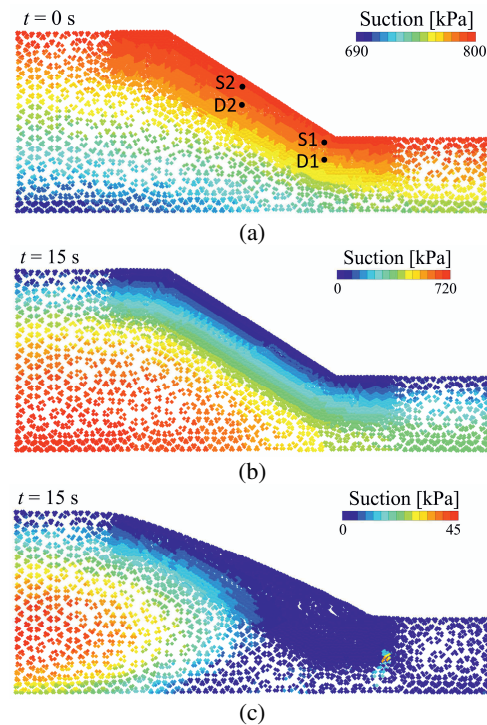 t = 0 s
Suction [kPa]
690 800
S2
D2
S1
D1
(a)
t = 15 s
Suction [kPa]
0 720
(b)
t = 15 s
Suction [kPa]
0 45
(c)